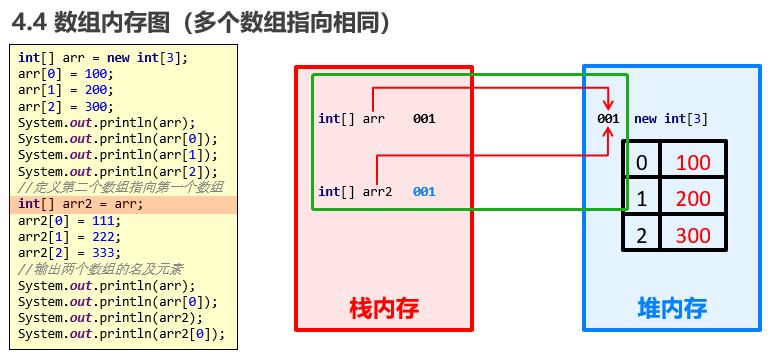 4.4 数组内存图（多个数组指向相同）
int[] arr = new int[3];
arr[0] = 100;
arr[1] = 200;
arr[2] = 300;
System.out.println(arr);
System.out.println(arr[0]);
System.out.println(arr[1]);
System.out.println(arr[2]);
//定义第二个数组指向第一个数组
int[] arr2 = arr;
arr2[0] = 111;
arr2[1] = 222;
arr2[2] = 333;
//输出两个数组的名及元素
System.out.println(arr);
System.out.println(arr[0]);
System.out.println(arr2);
System.out.println(arr2[0]);
int[] arr 001
int[] arr2 001
栈内存
001 new int[3]
0 100
1 200
2 300
堆内存